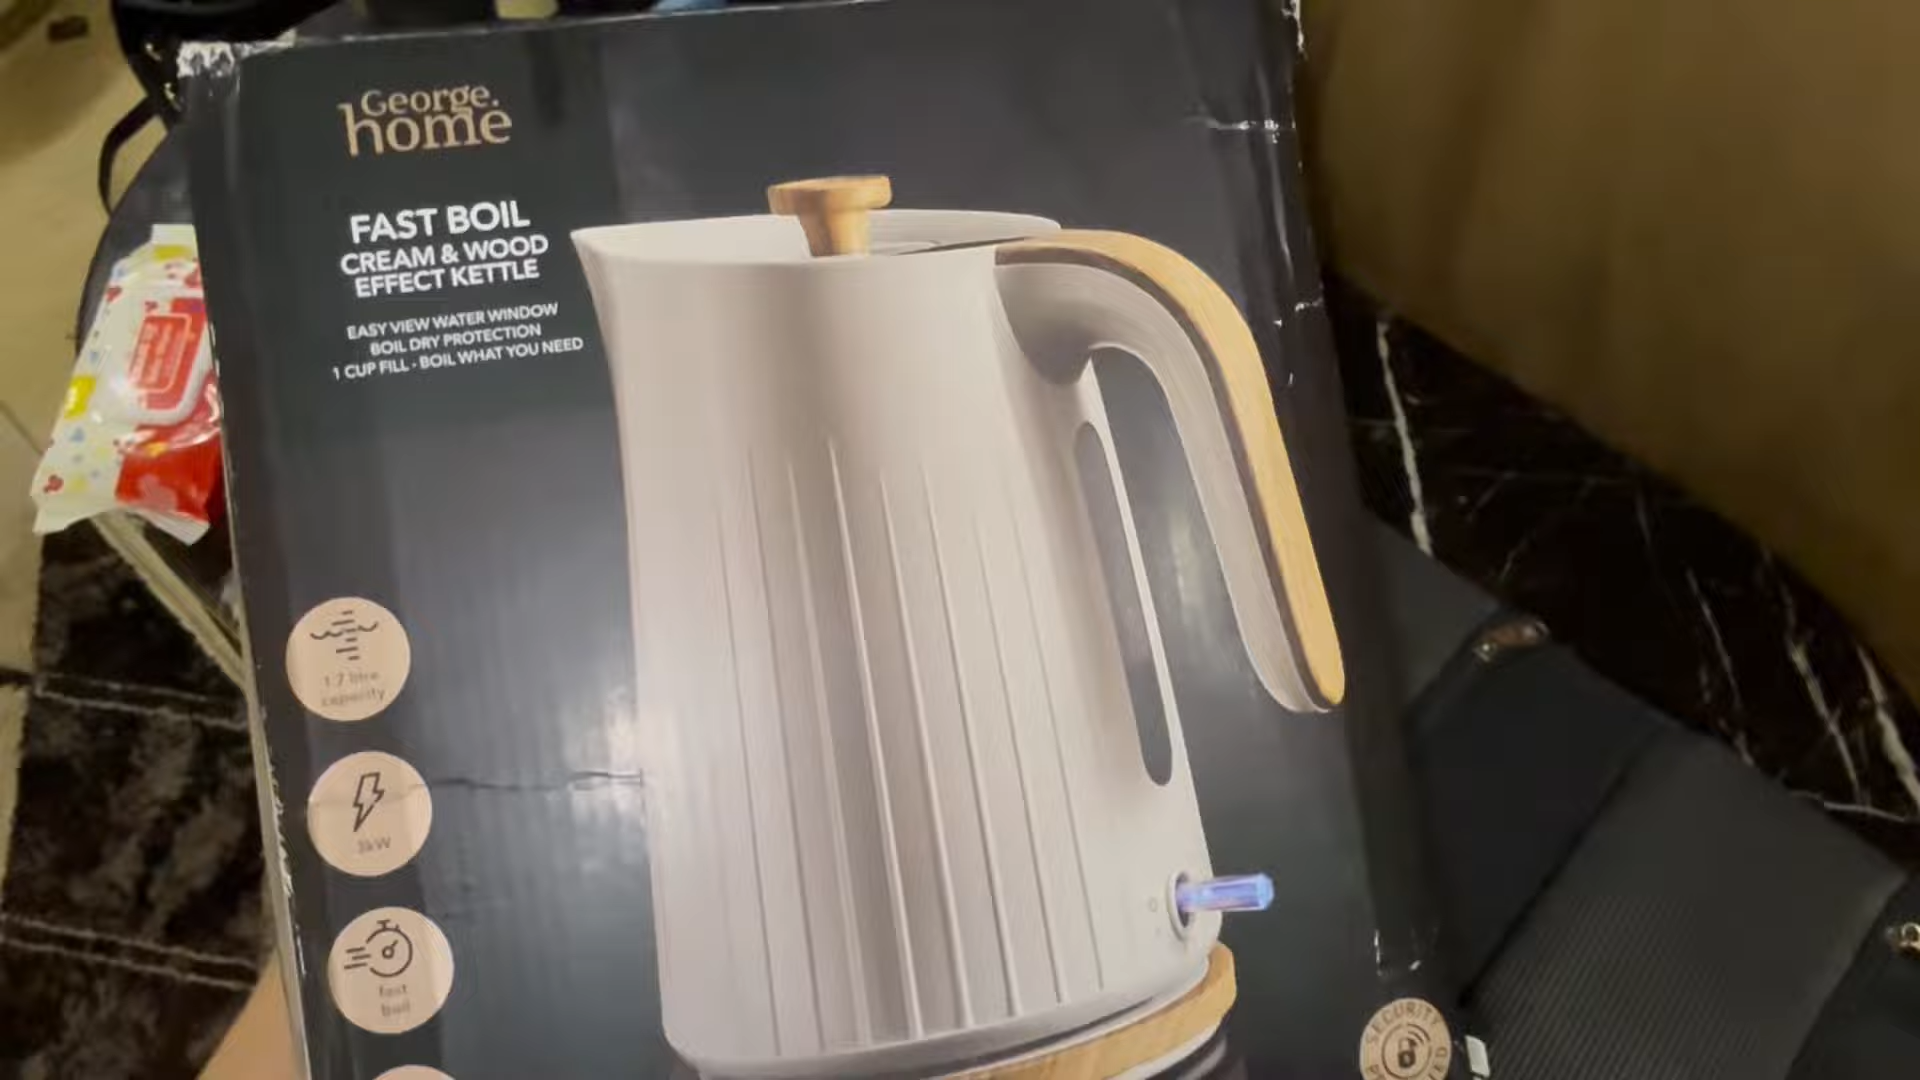 George.
home
FAST BOIL
CREAM & WOOD
EFFECT KETTLE
EASY VIEW WATER WINDOW
BOIL DRY PROTECTION
1 CUP FILL - BOIL WHAT YOU NEED
1.7 litre
capacity
3kW
fast
boil
SECURITY